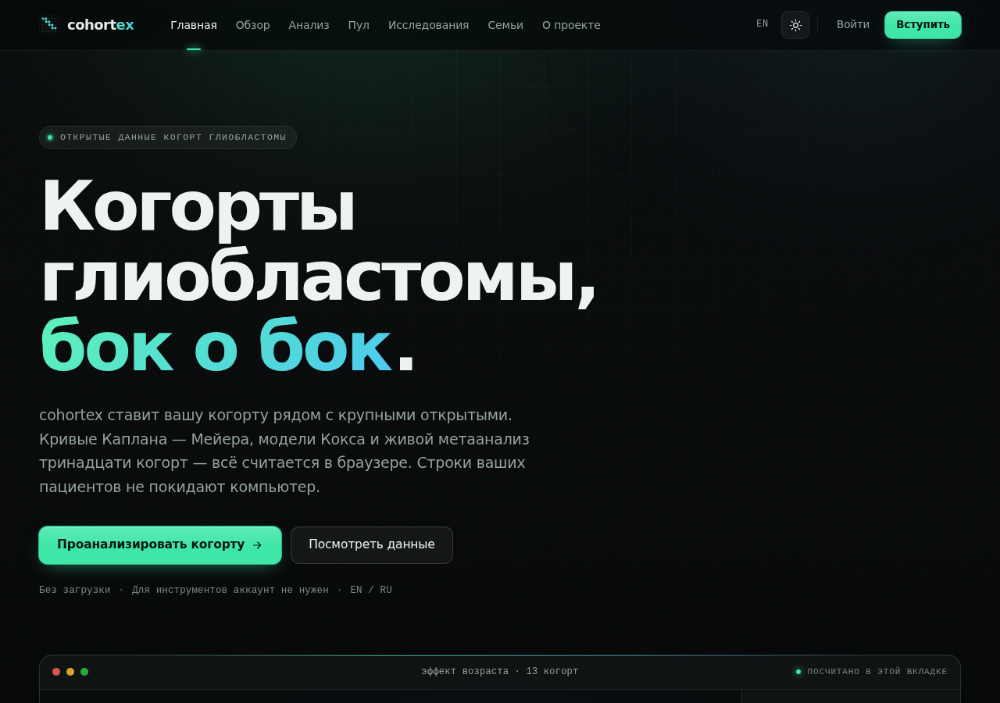 cohortex
Главная
Обзор
Анализ
Пул
Исследования
Семьи
О проекте
EN
Войти
Вступить
ОТКРЫТЫЕ ДАННЫЕ КОГОРТ ГЛИОБЛАСТОМЫ
Когорты
глиобластомы,
бок о бок.
cohortex ставит вашу когорту рядом с крупными открытыми.
Кривые Каплана — Мейера, модели Кокса и живой метаанализ
тринадцати когорт — всё считается в браузере. Строки ваших
пациентов не покидают компьютер.
Проанализировать когорту →
Посмотреть данные
Без загрузки · Для инструментов аккаунт не нужен · EN / RU
эффект возраста · 13 когорт
ПОСЧИТАНО В ЭТОЙ ВКЛАДКЕ